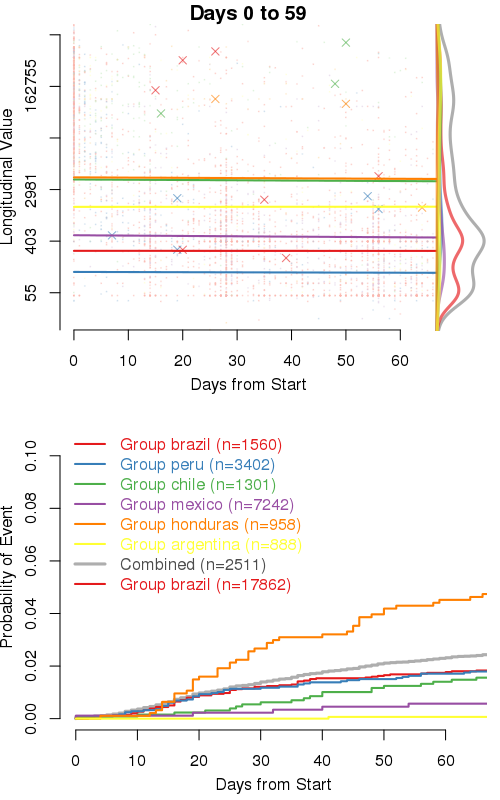 Days 0 to 59
Longitudinal Value
162755
2981
403
55
0 10 20 30 40 50 60
Days from Start
Probability of Event
0.10
0.08
0.06
0.04
0.02
0.00
Group brazil (n=1560)
Group peru (n=3402)
Group chile (n=1301)
Group mexico (n=7242)
Group honduras (n=958)
Group argentina (n=888)
Combined (n=2511)
Group brazil (n=17862)
0 10 20 30 40 50 60
Days from Start